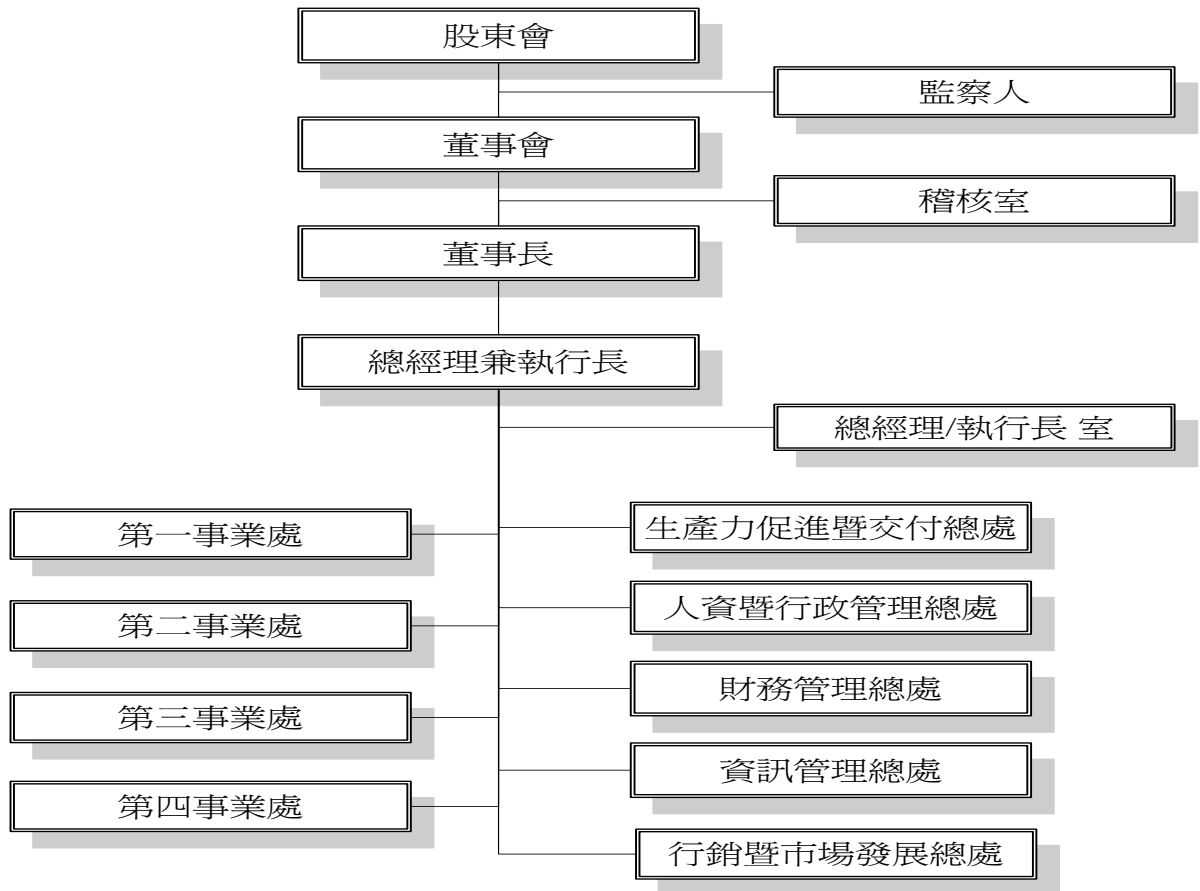 股東會
監察人
董事會
稽核室
董事長
總經理兼執行長
總經理/執行長 室
第一事業處
生產力促進暨交付總處
第二事業處
人資暨行政管理總處
第三事業處
財務管理總處
第四事業處
資訊管理總處
行銷暨市場發展總處